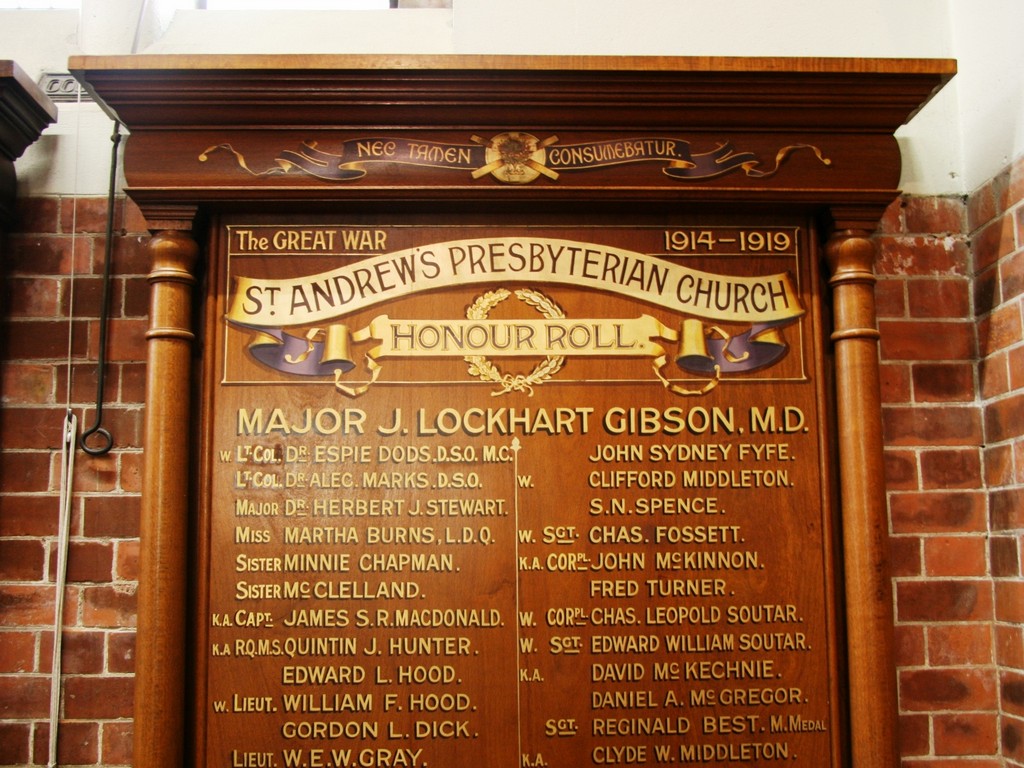 NEC TAMEN CONSUMEBATUR.
The GREAT WAR 1914-1919
ST. ANDREW'S PRESBYTERIAN CHURCH
HONOUR ROLL.
MAJOR J. LOCKHART GIBSON, M.D.
W. LT. COL. DR. ESPIE DODS. D.S.O. M.C.
LT. COL. DR. ALEC. MARKS. D.S.O.
MAJOR DR. HERBERT J. STEWART.
MISS MARTHA BURNS, L.D.Q.
SISTER MINNIE CHAPMAN.
SISTER MCCLELLAND.
K.A. CAPT. JAMES S.R. MACDONALD.
K.A R.Q.M.S. QUINTIN J. HUNTER.
EDWARD L. HOOD.
W. LIEUT. WILLIAM F. HOOD.
GORDON L. DICK.
LIEUT. W.E.W. GRAY.
JOHN SYDNEY FYFE.
W. CLIFFORD MIDDLETON.
S.N. SPENCE.
W. SGT. CHAS. FOSSETT.
K.A. CORPL. JOHN MCKINNON.
FRED TURNER.
W. CORPL. CHAS. LEOPOLD SOUTAR.
W. SGT. EDWARD WILLIAM SOUTAR.
K.A. DAVID MCKECHNIE.
DANIEL A. MCGREGOR.
SGT. REGINALD BEST. M.MEDAL
K.A. CLYDE W. MIDDLETON.